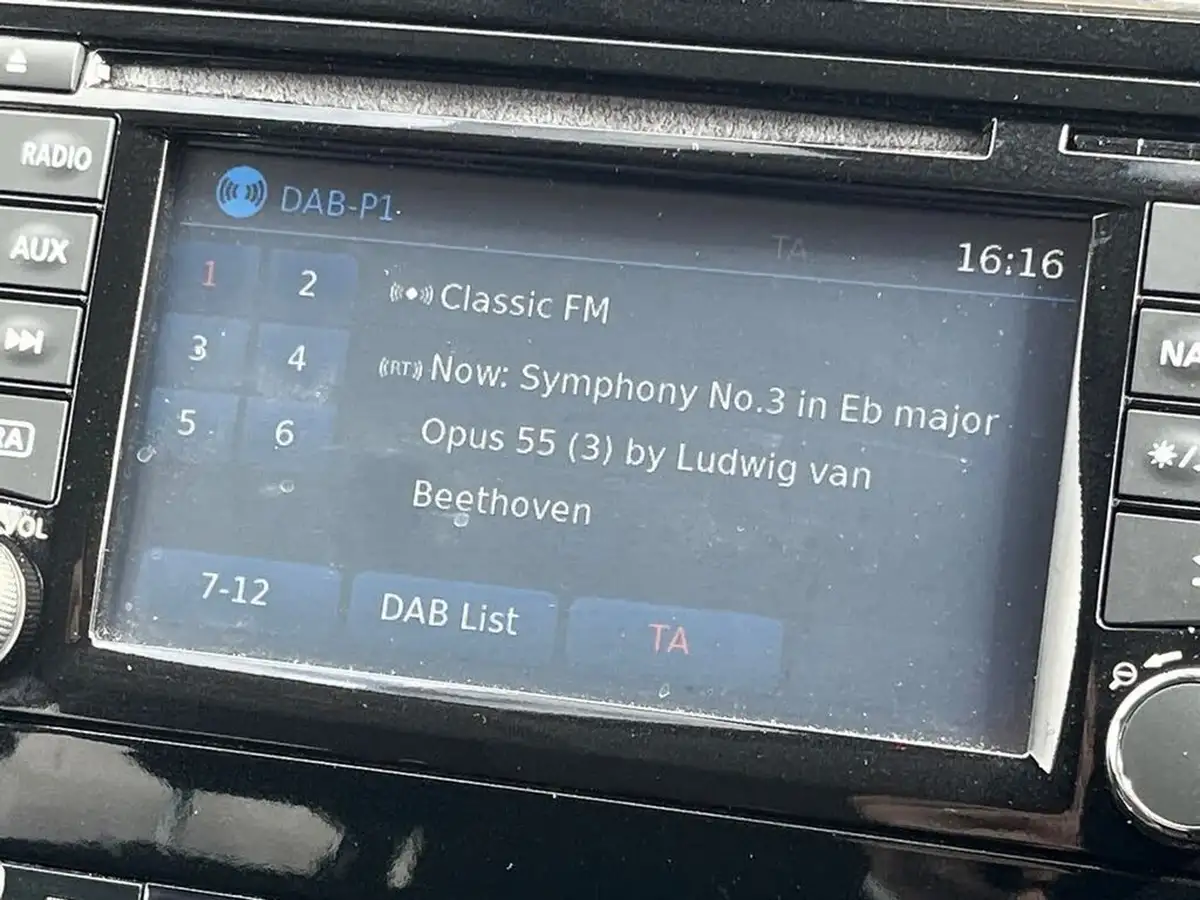 RADIO
AUX
VOL
DAB-P1
TA
16:16
1 2
3 4
5 6
Classic FM
(RT) Now: Symphony No.3 in Eb major
Opus 55 (3) by Ludwig van
Beethoven
7-12
DAB List
TA